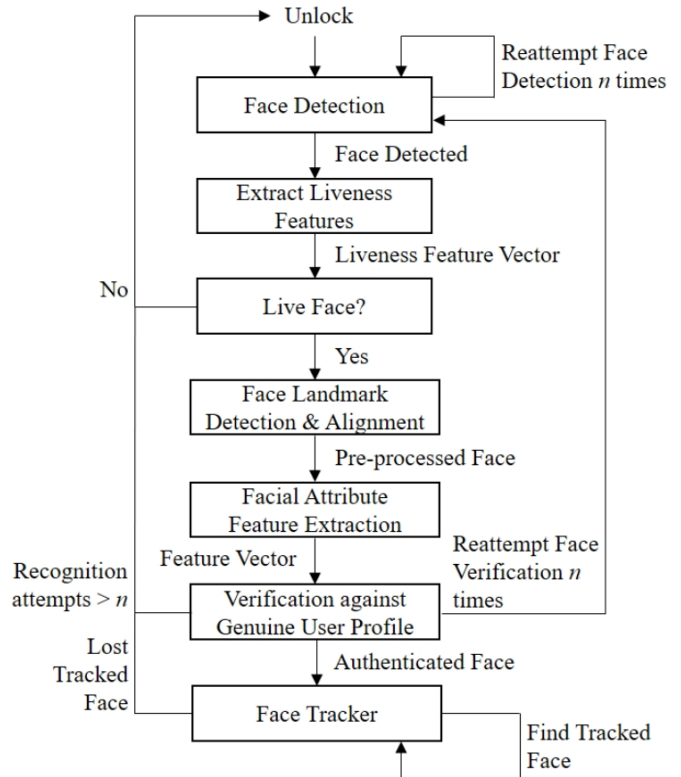 Unlock
Reattempt Face
Detection n times
Face Detection
Face Detected
Extract Liveness
Features
Liveness Feature Vector
No
Live Face?
Yes
Face Landmark
Detection & Alignment
Pre-processed Face
Facial Attribute
Feature Extraction
Feature Vector
Reattempt Face
Verification n
times
Recognition
attempts > n
Verification against
Genuine User Profile
Lost
Tracked
Face
Authenticated Face
Face Tracker
Find Tracked
Face